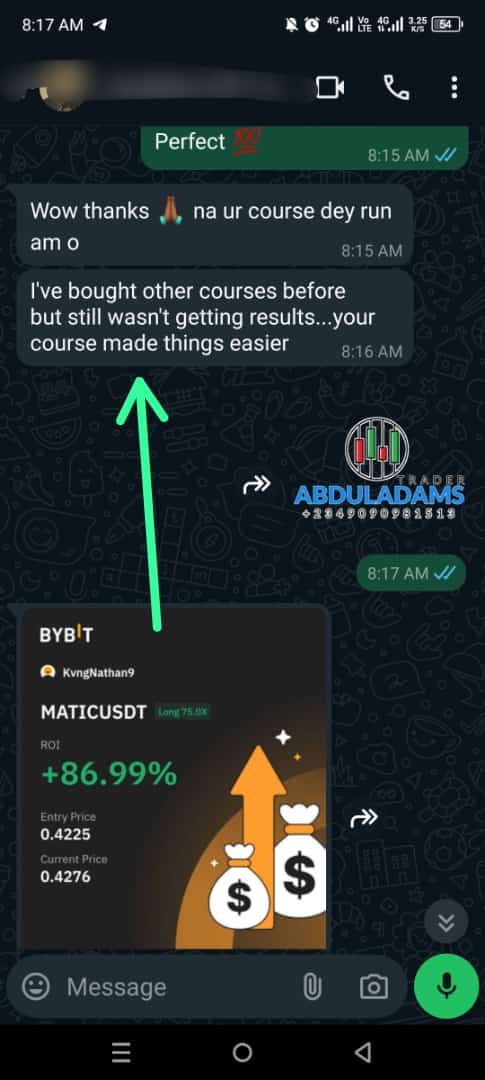 8:17 AM
4G Vo LTE 4G 3.25 K/S 54
Perfect 💯
8:15 AM
Wow thanks 🙏🏾 na ur course dey run
am o
8:15 AM
I've bought other courses before
but still wasn't getting results...your
course made things easier
8:16 AM
TRADER
ABDULADAMS
+2349090981513
8:17 AM
BYBIT
KvngNathan9
MATICUSDT Long 75.0X
ROI
+86.99%
Entry Price
0.4225
Current Price
0.4276
$ $
Message